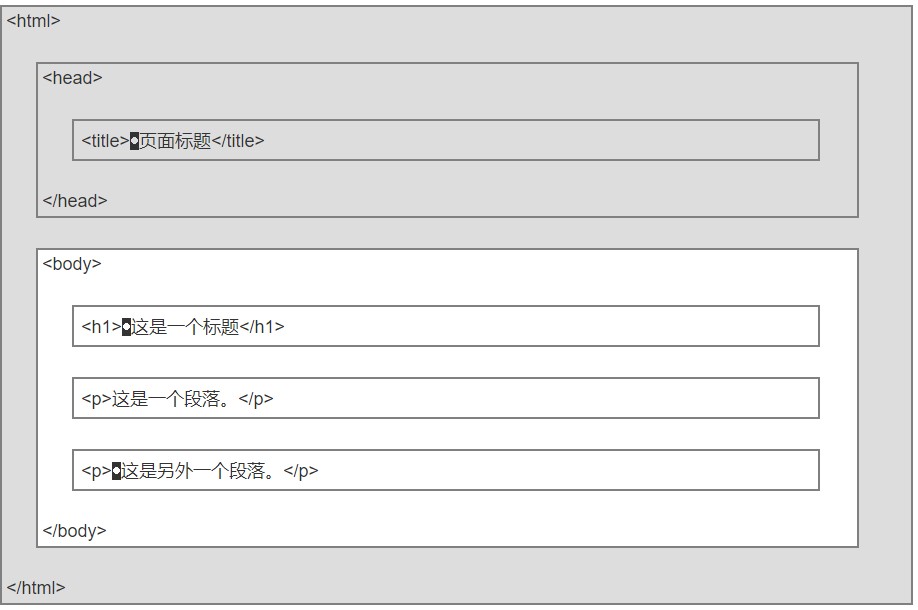 <html>
<head>
<title>页面标题</title>
</head>
<body>
<h1>这是一个标题</h1>
<p>这是一个段落。</p>
<p>这是另外一个段落。</p>
</body>
</html>